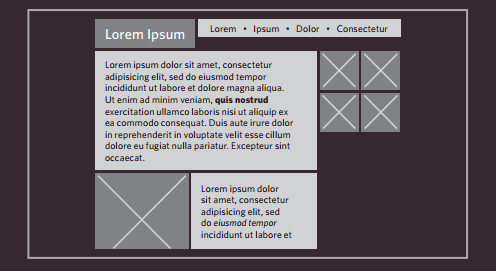 Lorem Ipsum
Lorem • Ipsum • Dolor • Consectetur
Lorem ipsum dolor sit amet, consectetur
adipisicing elit, sed do eiusmod tempor
incididunt ut labore et dolore magna aliqua.
Ut enim ad minim veniam, quis nostrud
exercitation ullamco laboris nisi ut aliquip ex
ea commodo consequat. Duis aute irure dolor
in reprehenderit in voluptate velit esse cillum
dolore eu fugiat nulla pariatur. Excepteur sint
occaecat.
Lorem ipsum dolor
sit amet, consectetur
adipisicing elit, sed
do eiusmod tempor
incididunt ut labore et